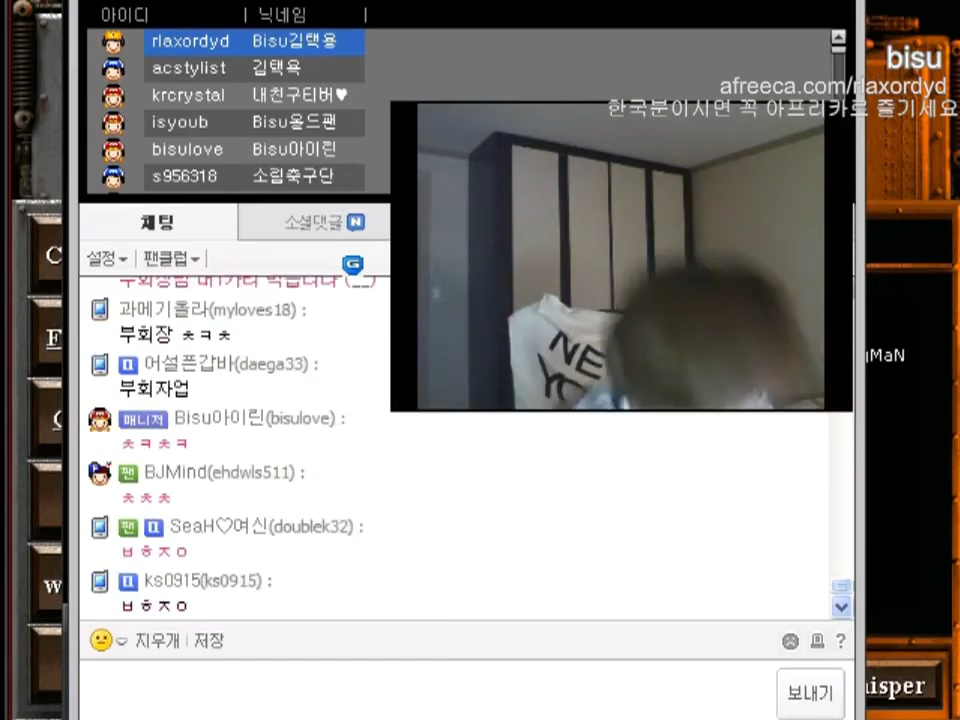 아이디 | 닉네임 |
rlaxordyd Bisu김택용
acstylist 김택욕
krcrystal 내친구티버♥
isyoub Bisu올드팬
bisulove Bisu아이린
s956318 소림축구단
bisu
afreeca.com/rlaxordyd
한국분이시면 꼭 아프리카로 즐기세요
채팅 소셜댓글 N
설정 | 팬클럽 |
G
과메기홀라(myloves18) :
부회장 ㅊㅋㅊ
어설픈갑바(daega33) :
부회자업
매니저 Bisu아이린(bisulove) :
ㅊㅋㅊㅋ
팬 BJMind(ehdwls511) :
ㅊㅊㅊ
팬 SeaH♡여신(doublek32) :
ㅂㅎㅈㅇ
ks0915(ks0915) :
ㅂㅎㅈㅇ
NE
YO
gMaN
지우개 | 저장
?
보내기
isper